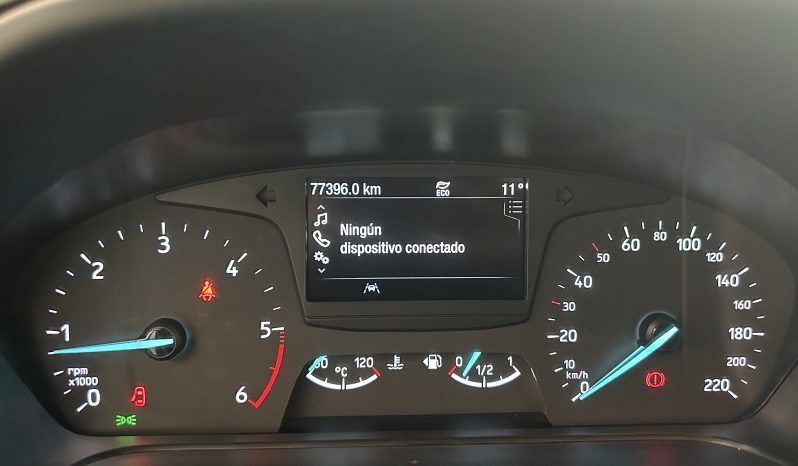 77396.0 km ECO 11°
Ningún
dispositivo conectado
0 1 2 3 4 5 6
rpm
x1000
120
°C
0 1/2 1
0 10 20 30 40 50 60 80 100 120 140 160 180 200 220
km/h